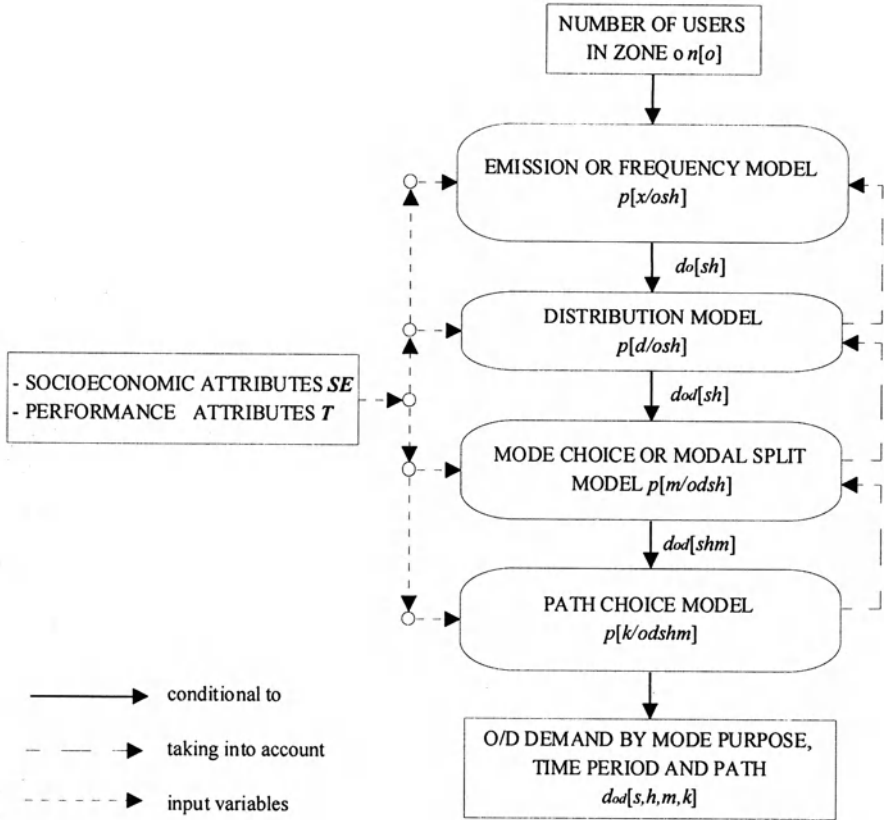 NUMBER OF USERS
IN ZONE o n[o]
EMISSION OR FREQUENCY MODEL
p[x/osh]
do[sh]
DISTRIBUTION MODEL
p[d/osh]
- SOCIOECONOMIC ATTRIBUTES SE
- PERFORMANCE ATTRIBUTES T
dod[sh]
MODE CHOICE OR MODAL SPLIT
MODEL p[m/odsh]
dod[shm]
PATH CHOICE MODEL
p[k/odshm]
conditional to
taking into account
input variables
O/D DEMAND BY MODE PURPOSE,
TIME PERIOD AND PATH
dod[s,h,m,k]